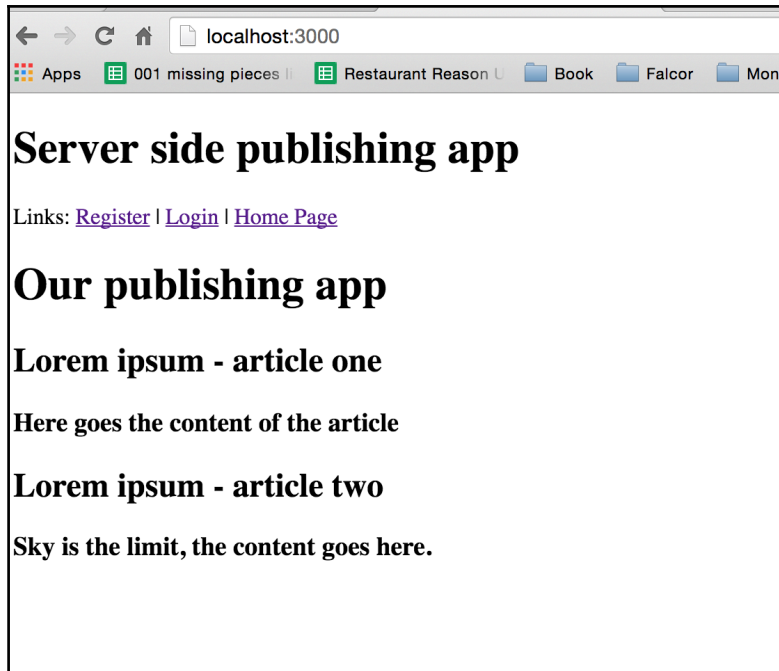 localhost:3000
Apps 001 missing pieces li Restaurant Reason U Book Falcor Mon
Server side publishing app
Links: Register | Login | Home Page
Our publishing app
Lorem ipsum - article one
Here goes the content of the article
Lorem ipsum - article two
Sky is the limit, the content goes here.